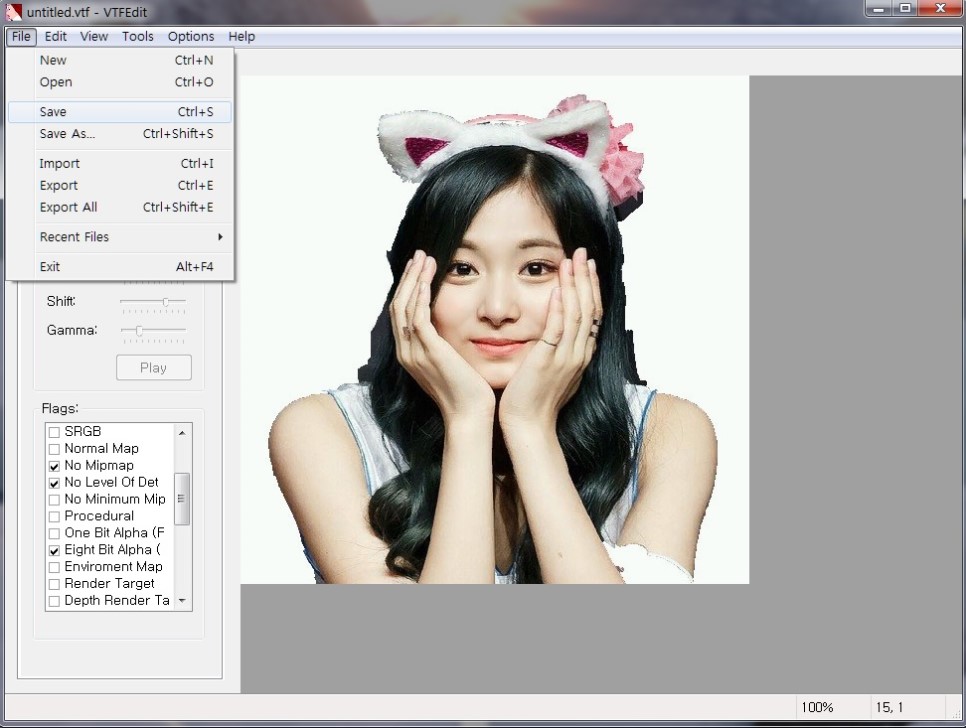 untitled.vtf - VTFEdit
File Edit View Tools Options Help
New Ctrl+N
Open Ctrl+O
Save Ctrl+S
Save As... Ctrl+Shift+S
Import Ctrl+I
Export Ctrl+E
Export All Ctrl+Shift+E
Recent Files
Exit Alt+F4
Shift:
Gamma:
Play
Flags:
SRGB
Normal Map
No Mipmap
No Level Of Det
No Minimum Mip
Procedural
One Bit Alpha (F
Eight Bit Alpha (
Enviroment Map
Render Target
Depth Render Ta
100% 15, 1